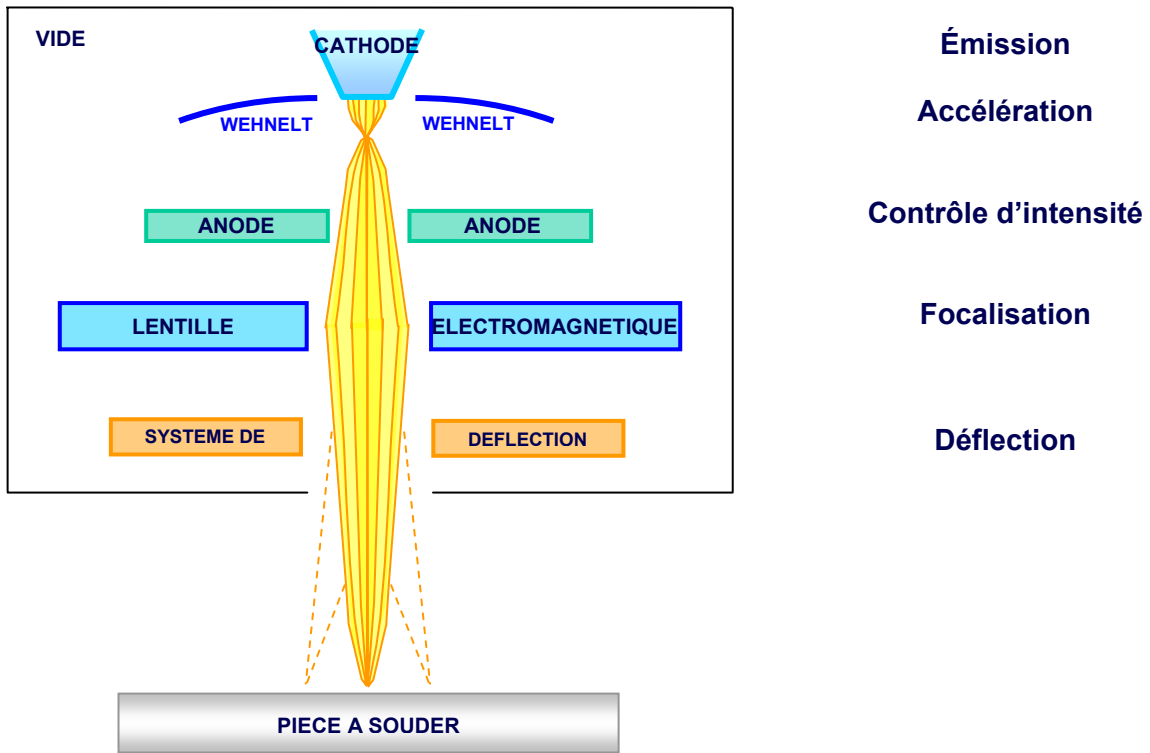 VIDE
CATHODE
Émission
WEHNELT WEHNELT
Accélération
ANODE ANODE
Contrôle d’intensité
LENTILLE ELECTROMAGNETIQUE
Focalisation
SYSTEME DE DEFLECTION
Déflection
PIECE A SOUDER